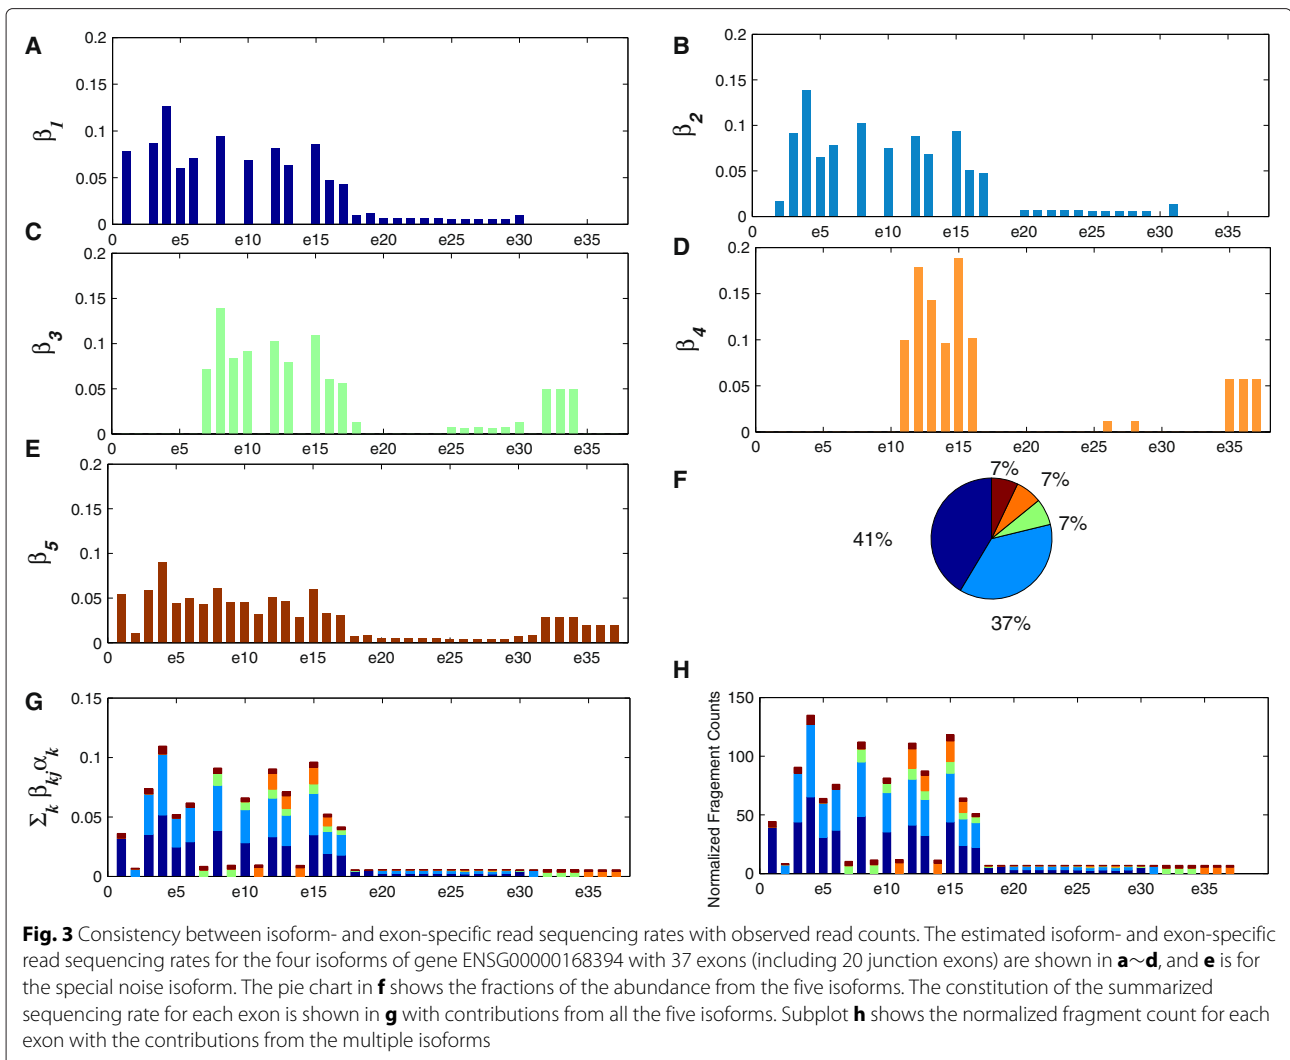 A
0.2
0.15
0.1
0.05
0
β1
0 e5 e10 e15 e20 e25 e30 e35
B
0.2
0.15
0.1
0.05
0
β2
0 e5 e10 e15 e20 e25 e30 e35
C
0.2
0.15
0.1
0.05
0
β3
0 e5 e10 e15 e20 e25 e30 e35
D
0.2
0.15
0.1
0.05
0
β4
0 e5 e10 e15 e20 e25 e30 e35
E
0.2
0.15
0.1
0.05
0
β5
0 e5 e10 e15 e20 e25 e30 e35
F
7%
7%
7%
41%
37%
G
0.15
0.1
0.05
0
Σk βkj αk
0 e5 e10 e15 e20 e25 e30 e35
H
150
100
50
0
Normalized Fragement Counts
0 e5 e10 e15 e20 e25 e30 e35
Fig. 3 Consistency between isoform- and exon-specific read sequencing rates with observed read counts. The estimated isoform- and exon-specific
read sequencing rates for the four isoforms of gene ENSG00000168394 with 37 exons (including 20 junction exons) are shown in a~d, and e is for
the special noise isoform. The pie chart in f shows the fractions of the abundance from the five isoforms. The constitution of the summarized
sequencing rate for each exon is shown in g with contributions from all the five isoforms. Subplot h shows the normalized fragment count for each
exon with the contributions from the multiple isoforms